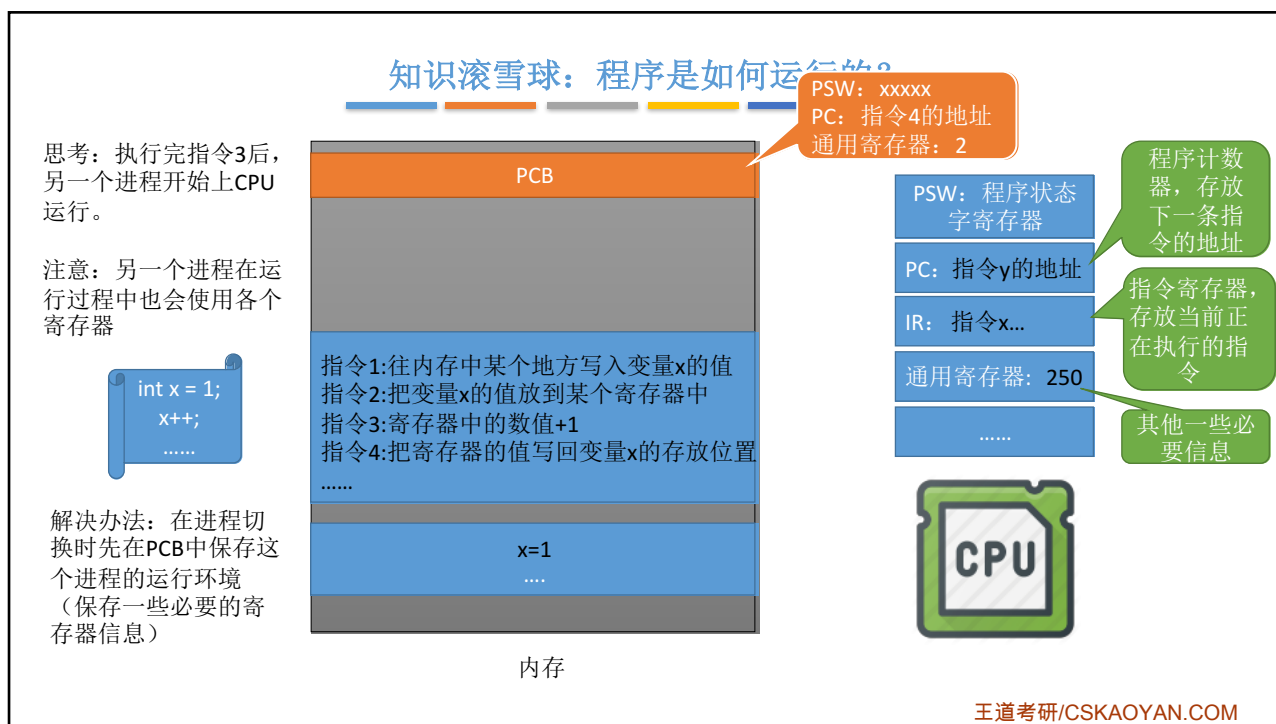 知识滚雪球：程序是如何运行的？
PSW：xxxxx
PC：指令4的地址
通用寄存器：2
思考：执行完指令3后，
另一个进程开始上CPU
运行。
注意：另一个进程在运
行过程中也会使用各个
寄存器
int x = 1;
x++;
……
解决办法：在进程切
换时先在PCB中保存这
个进程的运行环境
（保存一些必要的寄
存器信息）
PCB
指令1:往内存中某个地方写入变量x的值
指令2:把变量x的值放到某个寄存器中
指令3:寄存器中的数值+1
指令4:把寄存器的值写回变量x的存放位置
……
x=1
….
内存
PSW：程序状态
字寄存器
PC：指令y的地址
IR：指令x…
通用寄存器: 250
……
程序计数
器，存放
下一条指
令的地址
指令寄存器，
存放当前正
在执行的指
令
其他一些必
要信息
CPU
王道考研/CSKAOYAN.COM